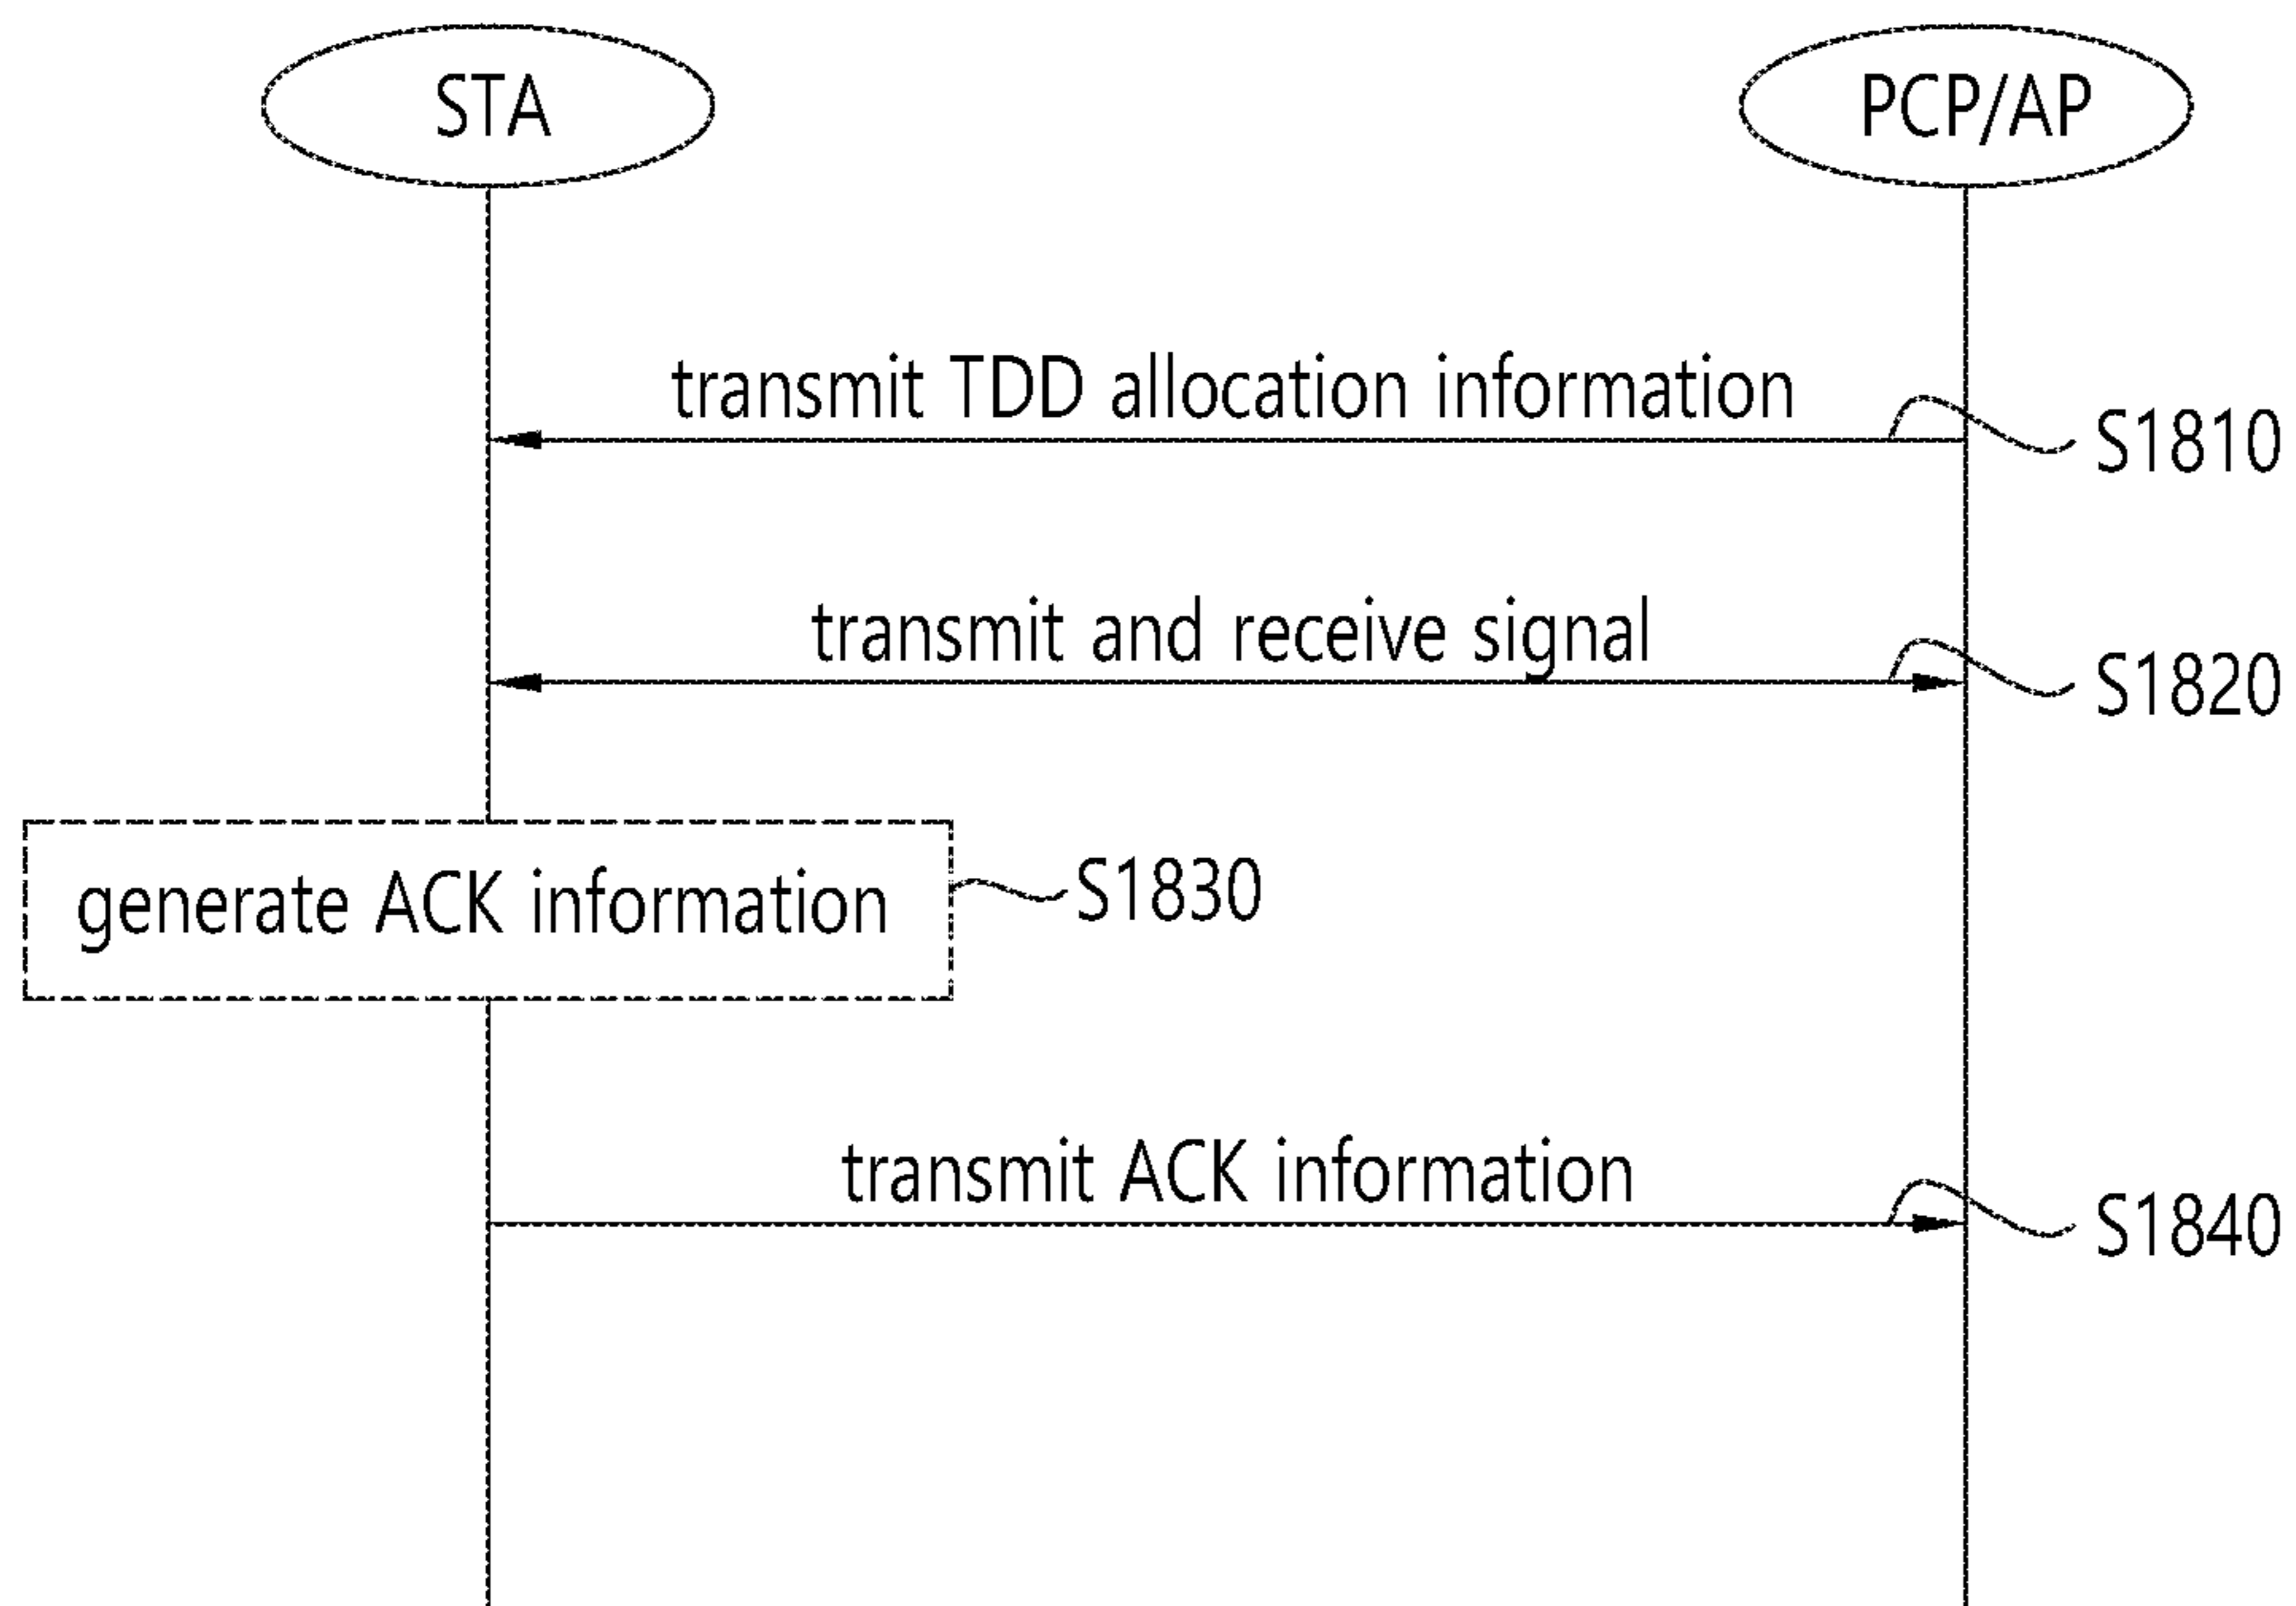 STA
PCP/AP
transmit TDD allocation information
S1810
transmit and receive signal
S1820
generate ACK information
S1830
transmit ACK information
S1840